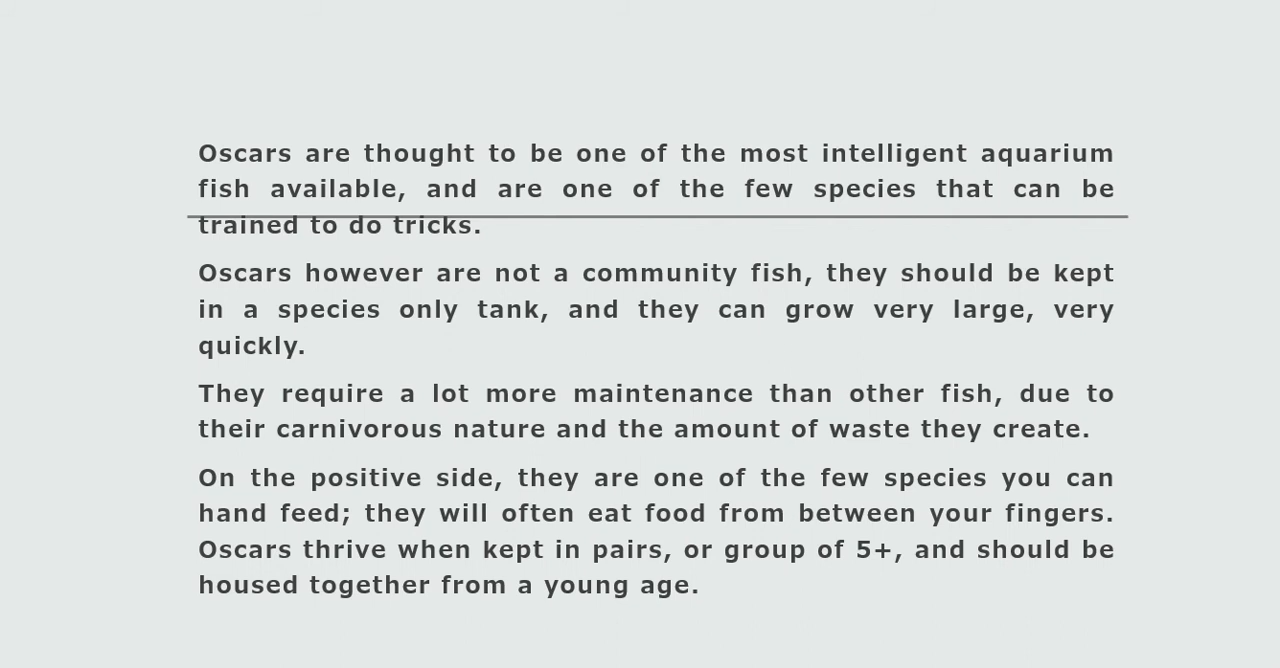 Oscars are thought to be one of the most intelligent aquarium
fish available, and are one of the few species that can be
trained to do tricks.
Oscars however are not a community fish, they should be kept
in a species only tank, and they can grow very large, very
quickly.
They require a lot more maintenance than other fish, due to
their carnivorous nature and the amount of waste they create.
On the positive side, they are one of the few species you can
hand feed; they will often eat food from between your fingers.
Oscars thrive when kept in pairs, or group of 5+, and should be
housed together from a young age.